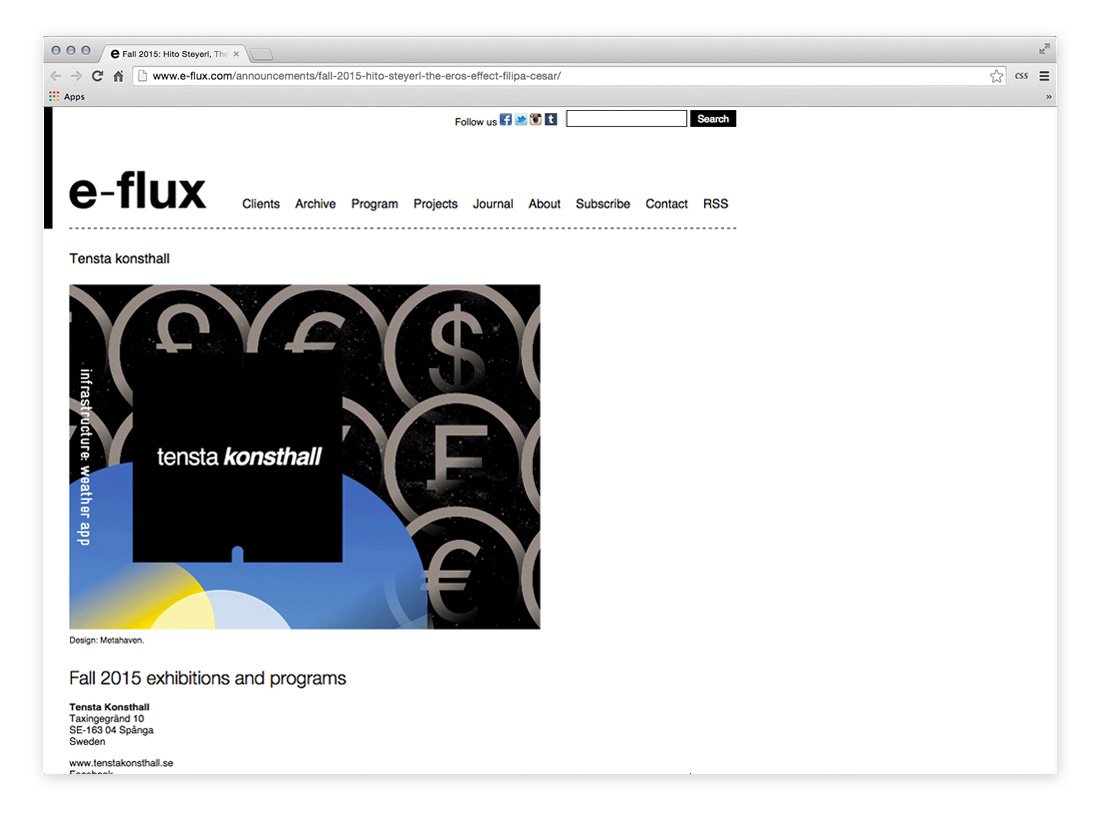 e Fall 2015: Hito Steyerl, The
www.e-flux.com/announcements/fall-2015-hito-steyerl-the-eros-effect-filipa-cesar/
CSS
Apps
Follow us
Search
e-flux
Clients Archive Program Projects Journal About Subscribe Contact RSS
Tensta konsthall
infrastructure: weather app
tensta konsthall
Design: Metahaven.
Fall 2015 exhibitions and programs
Tensta Konsthall
Taxingegränd 10
SE-163 04 Spånga
Sweden
www.tenstakonsthall.se
Facebook